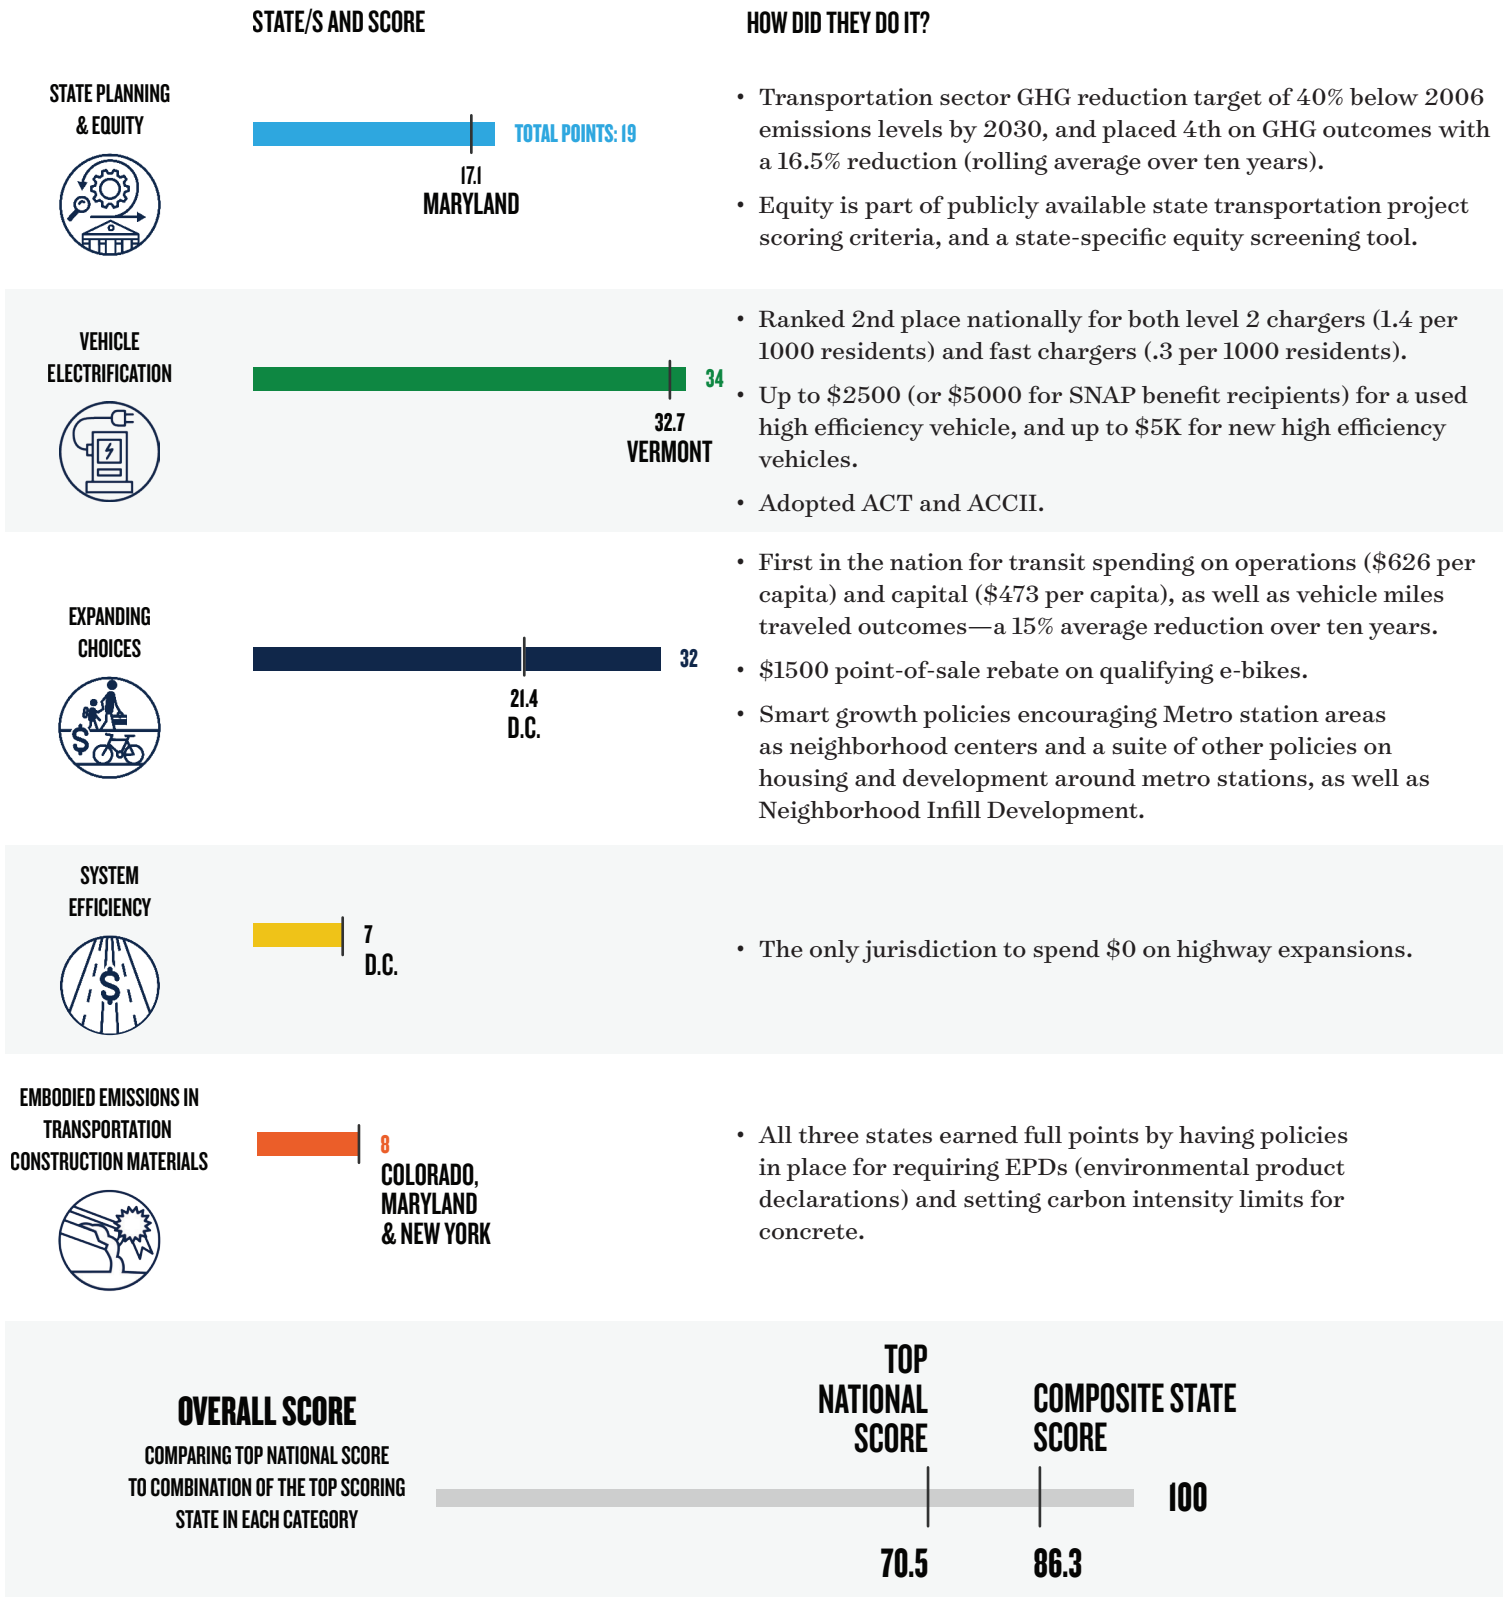 STATE/S AND SCORE
HOW DID THEY DO IT?
STATE PLANNING
& EQUITY
TOTAL POINTS: 19
17.1
MARYLAND
• Transportation sector GHG reduction target of 40% below 2006
emissions levels by 2030, and placed 4th on GHG outcomes with
a 16.5% reduction (rolling average over ten years).
• Equity is part of publicly available state transportation project
scoring criteria, and a state-specific equity screening tool.
VEHICLE
ELECTRIFICATION
34
32.7
VERMONT
• Ranked 2nd place nationally for both level 2 chargers (1.4 per
1000 residents) and fast chargers (.3 per 1000 residents).
• Up to $2500 (or $5000 for SNAP benefit recipients) for a used
high efficiency vehicle, and up to $5K for new high efficiency
vehicles.
• Adopted ACT and ACCII.
EXPANDING
CHOICES
$
32
21.4
D.C.
• First in the nation for transit spending on operations ($626 per
capita) and capital ($473 per capita), as well as vehicle miles
traveled outcomes—a 15% average reduction over ten years.
• $1500 point-of-sale rebate on qualifying e-bikes.
• Smart growth policies encouraging Metro station areas
as neighborhood centers and a suite of other policies on
housing and development around metro stations, as well as
Neighborhood Infill Development.
SYSTEM
EFFICIENCY
$
7
D.C.
• The only jurisdiction to spend $0 on highway expansions.
EMBODIED EMISSIONS IN
TRANSPORTATION
CONSTRUCTION MATERIALS
8
COLORADO,
MARYLAND
& NEW YORK
• All three states earned full points by having policies
in place for requiring EPDs (environmental product
declarations) and setting carbon intensity limits for
concrete.
OVERALL SCORE
COMPARING TOP NATIONAL SCORE
TO COMBINATION OF THE TOP SCORING
STATE IN EACH CATEGORY
TOP
NATIONAL
SCORE
COMPOSITE STATE
SCORE
100
70.5
86.3